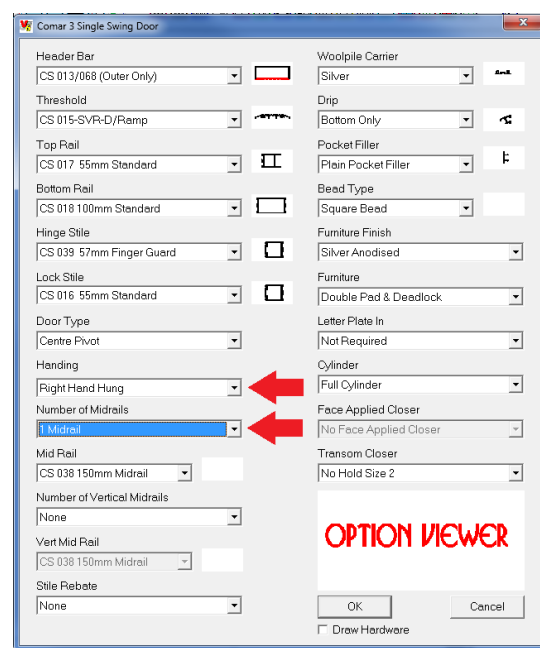 Comar 3 Single Swing Door
Header Bar
CS 013/068 (Outer Only)
Threshold
CS 015-SVR-D/Ramp
Top Rail
CS 017 55mm Standard
Bottom Rail
CS 018 100mm Standard
Hinge Stile
CS 039 57mm Finger Guard
Lock Stile
CS 016 55mm Standard
Door Type
Centre Pivot
Handing
Right Hand Hung
Number of Midrails
1 Midrail
Mid Rail
CS 038 150mm Midrail
Number of Vertical Midrails
None
Vert Mid Rail
CS 038 150mm Midrail
Stile Rebate
None
Woolpile Carrier
Silver
Drip
Bottom Only
Pocket Filler
Plain Pocket Filler
Bead Type
Square Bead
Furniture Finish
Silver Anodised
Furniture
Double Pad & Deadlock
Letter Plate In
Not Required
Cylinder
Full Cylinder
Face Applied Closer
No Face Applied Closer
Transom Closer
No Hold Size 2
OPTION VIEWER
OK Cancel
Draw Hardware